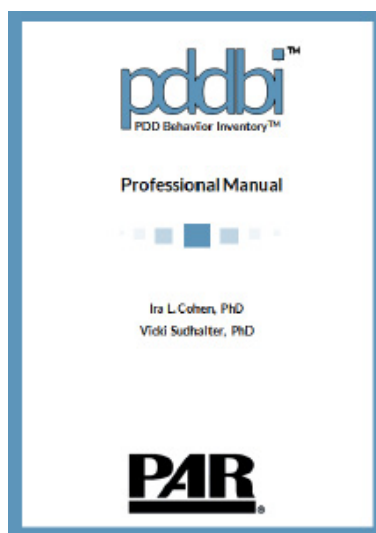 pddbi™
PDD Behavior Inventory™
Professional Manual
Ira L. Cohen, PhD
Vicki Sudhalter, PhD
PAR®